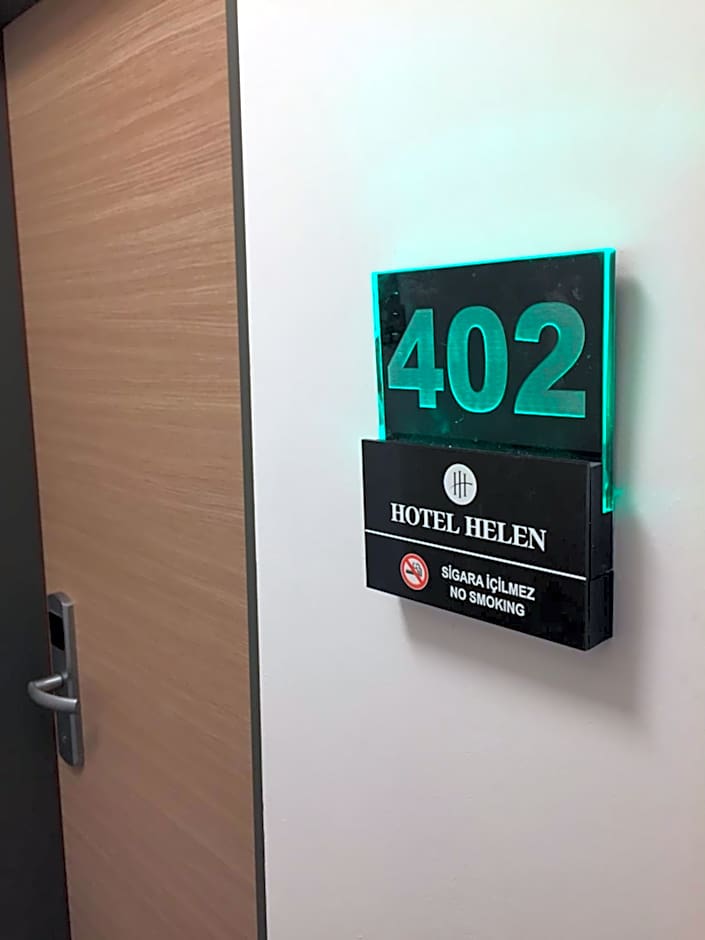 402
HOTEL HELEN
SİGARA İÇİLMEZ
NO SMOKING